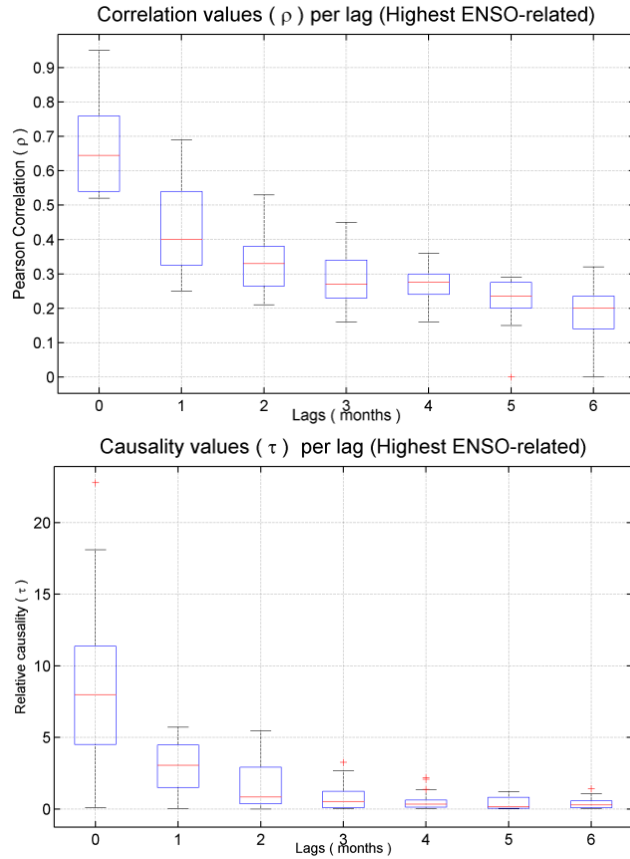 Correlation values ( ρ ) per lag (Highest ENSO-related)
Pearson Correlation ( ρ )
0.9
0.8
0.7
0.6
0.5
0.4
0.3
0.2
0.1
0
0 1 2 3 4 5 6
Lags ( months )
Causality values ( τ ) per lag (Highest ENSO-related)
Relative causality ( τ )
20
15
10
5
0
0 1 2 3 4 5 6
Lags ( months )